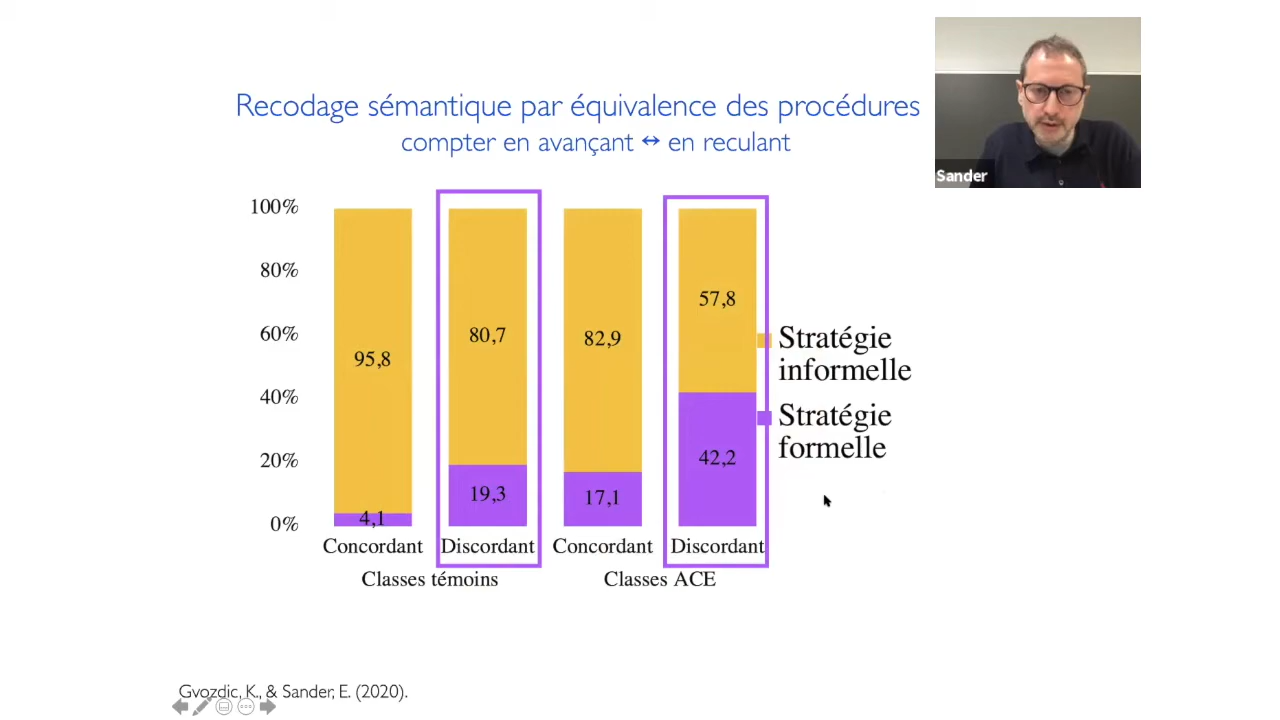 Recodage sémantique par équivalence des procédures
compter en avançant ↔ en reculant
Sander
100%
80%
60%
40%
20%
0%
95,8
4,1
80,7
19,3
82,9
17,1
57,8
42,2
Stratégie
informelle
Stratégie
formelle
Concordant
Discordant
Concordant
Discordant
Classes témoins
Classes ACE
Gvozdic, K., & Sander, E. (2020).